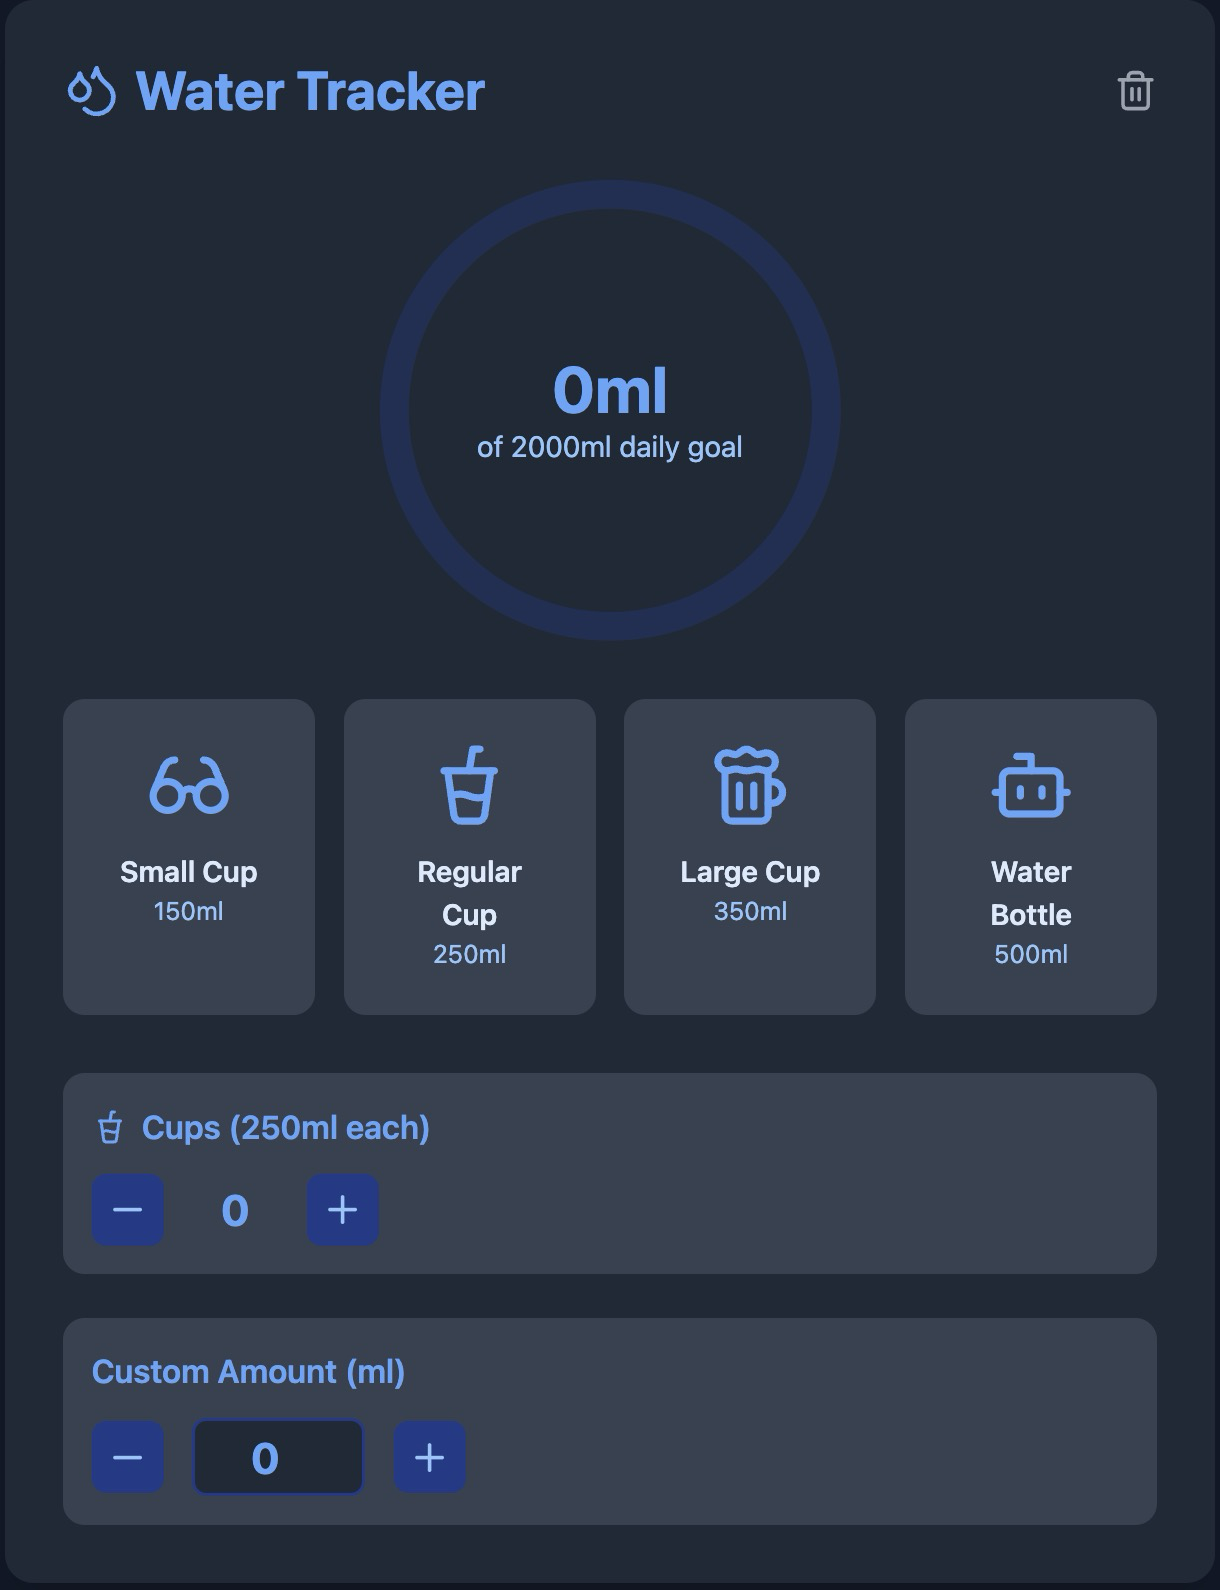 Water Tracker
0ml
of 2000ml daily goal
Small Cup
150ml
Regular
Cup
250ml
Large Cup
350ml
Water
Bottle
500ml
Cups (250ml each)
0
Custom Amount (ml)
0